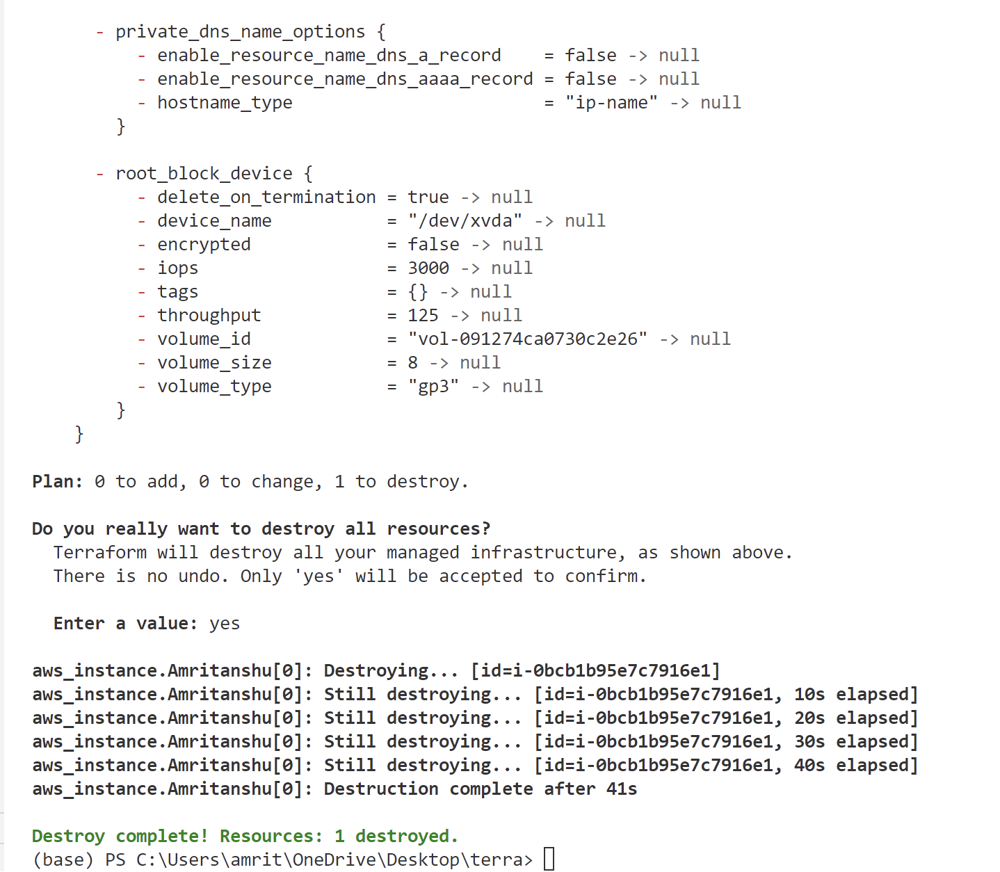 - private_dns_name_options {
- enable_resource_name_dns_a_record    = false -> null
- enable_resource_name_dns_aaaa_record = false -> null
- hostname_type                        = "ip-name" -> null
}
- root_block_device {
- delete_on_termination = true -> null
- device_name           = "/dev/xvda" -> null
- encrypted             = false -> null
- iops                  = 3000 -> null
- tags                  = {} -> null
- throughput            = 125 -> null
- volume_id             = "vol-091274ca0730c2e26" -> null
- volume_size           = 8 -> null
- volume_type           = "gp3" -> null
}
}
Plan: 0 to add, 0 to change, 1 to destroy.
Do you really want to destroy all resources?
Terraform will destroy all your managed infrastructure, as shown above.
There is no undo. Only 'yes' will be accepted to confirm.
Enter a value: yes
aws_instance.Amritanshu[0]: Destroying... [id=i-0bcb1b95e7c7916e1]
aws_instance.Amritanshu[0]: Still destroying... [id=i-0bcb1b95e7c7916e1, 10s elapsed]
aws_instance.Amritanshu[0]: Still destroying... [id=i-0bcb1b95e7c7916e1, 20s elapsed]
aws_instance.Amritanshu[0]: Still destroying... [id=i-0bcb1b95e7c7916e1, 30s elapsed]
aws_instance.Amritanshu[0]: Still destroying... [id=i-0bcb1b95e7c7916e1, 40s elapsed]
aws_instance.Amritanshu[0]: Destruction complete after 41s
Destroy complete! Resources: 1 destroyed.
(base) PS C:\Users\amrit\OneDrive\Desktop\terra>